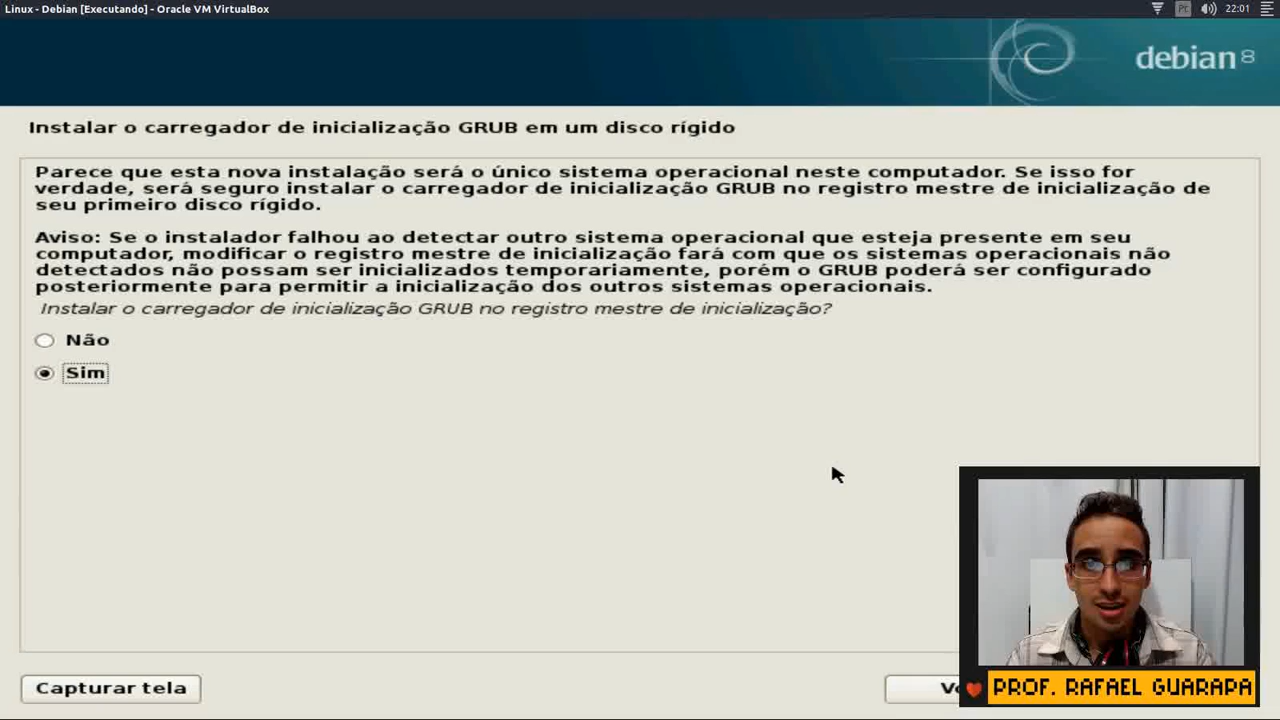 Linux - Debian [Executando] - Oracle VM VirtualBox
Pt
22:01
debian 8
Instalar o carregador de inicialização GRUB em um disco rígido
Parece que esta nova instalação será o único sistema operacional neste computador. Se isso for
verdade, será seguro instalar o carregador de inicialização GRUB no registro mestre de inicialização de
seu primeiro disco rígido.
Aviso: Se o instalador falhou ao detectar outro sistema operacional que esteja presente em seu
computador, modificar o registro mestre de inicialização fará com que os sistemas operacionais não
detectados não possam ser inicializados temporariamente, porém o GRUB poderá ser configurado
posteriormente para permitir a inicialização dos outros sistemas operacionais.
Instalar o carregador de inicialização GRUB no registro mestre de inicialização?
Não
Sim
Capturar tela
PROF. RAFAEL GUARAPA